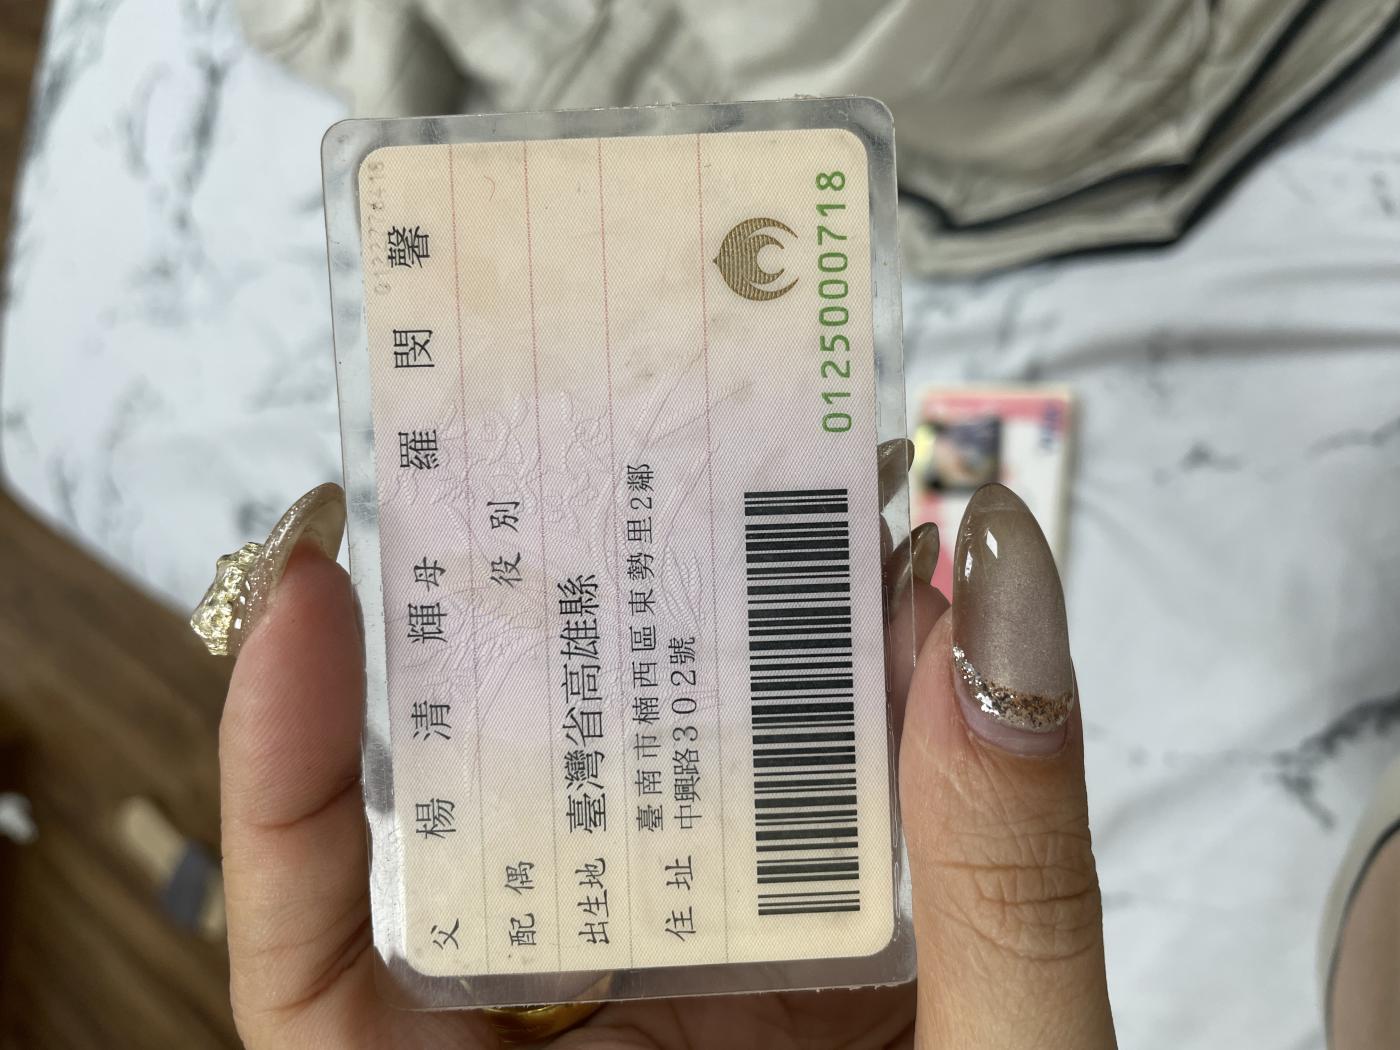 0122776418
父 楊清輝 母 羅閔馨
配偶 役別
出生地 臺灣省高雄縣
住址 臺南市楠西區東勢里2鄰
中興路302號
0125000718